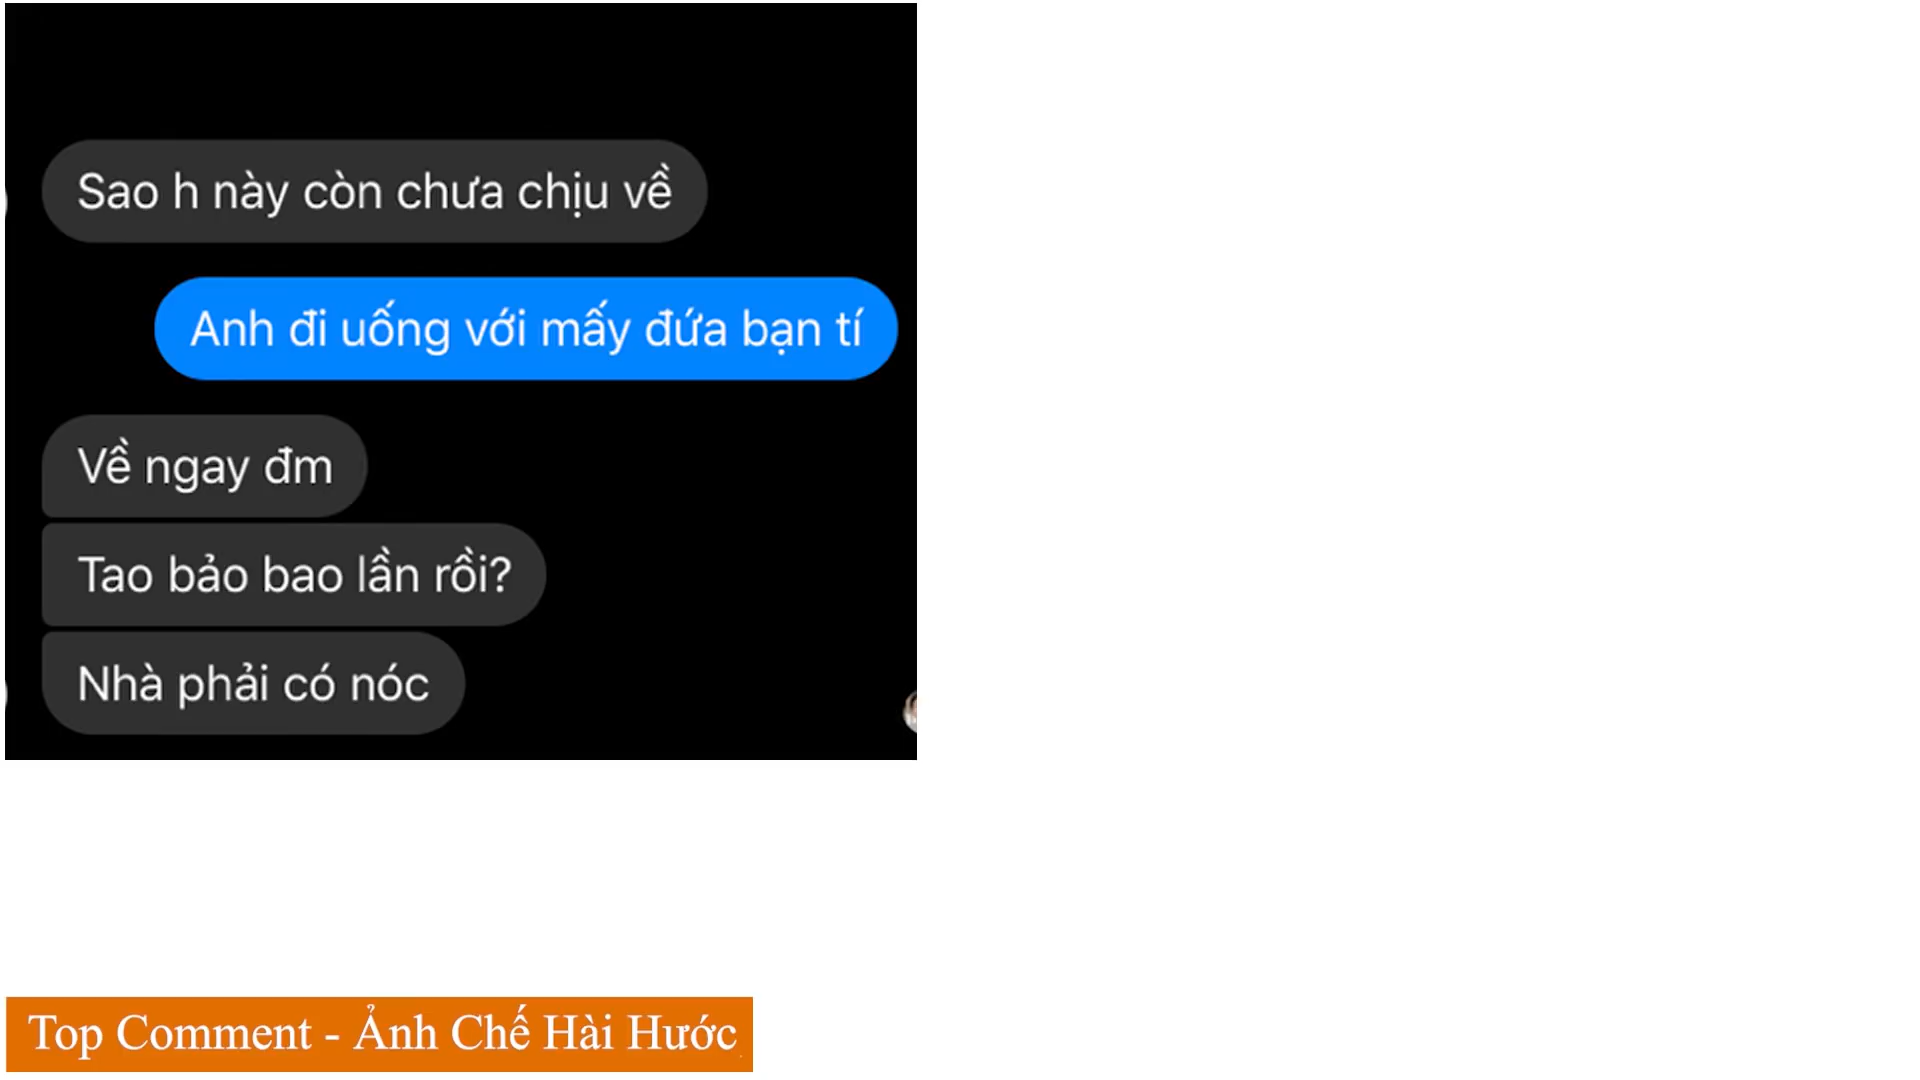 Sao h này còn chưa chịu về
Anh đi uống với mấy đứa bạn tí
Về ngay đm
Tao bảo bao lần rồi?
Nhà phải có nóc
Top Comment - Ảnh Chế Hài Hước